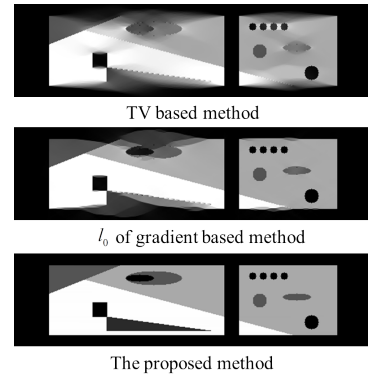 TV based method
l₀ of gradient based method
The proposed method